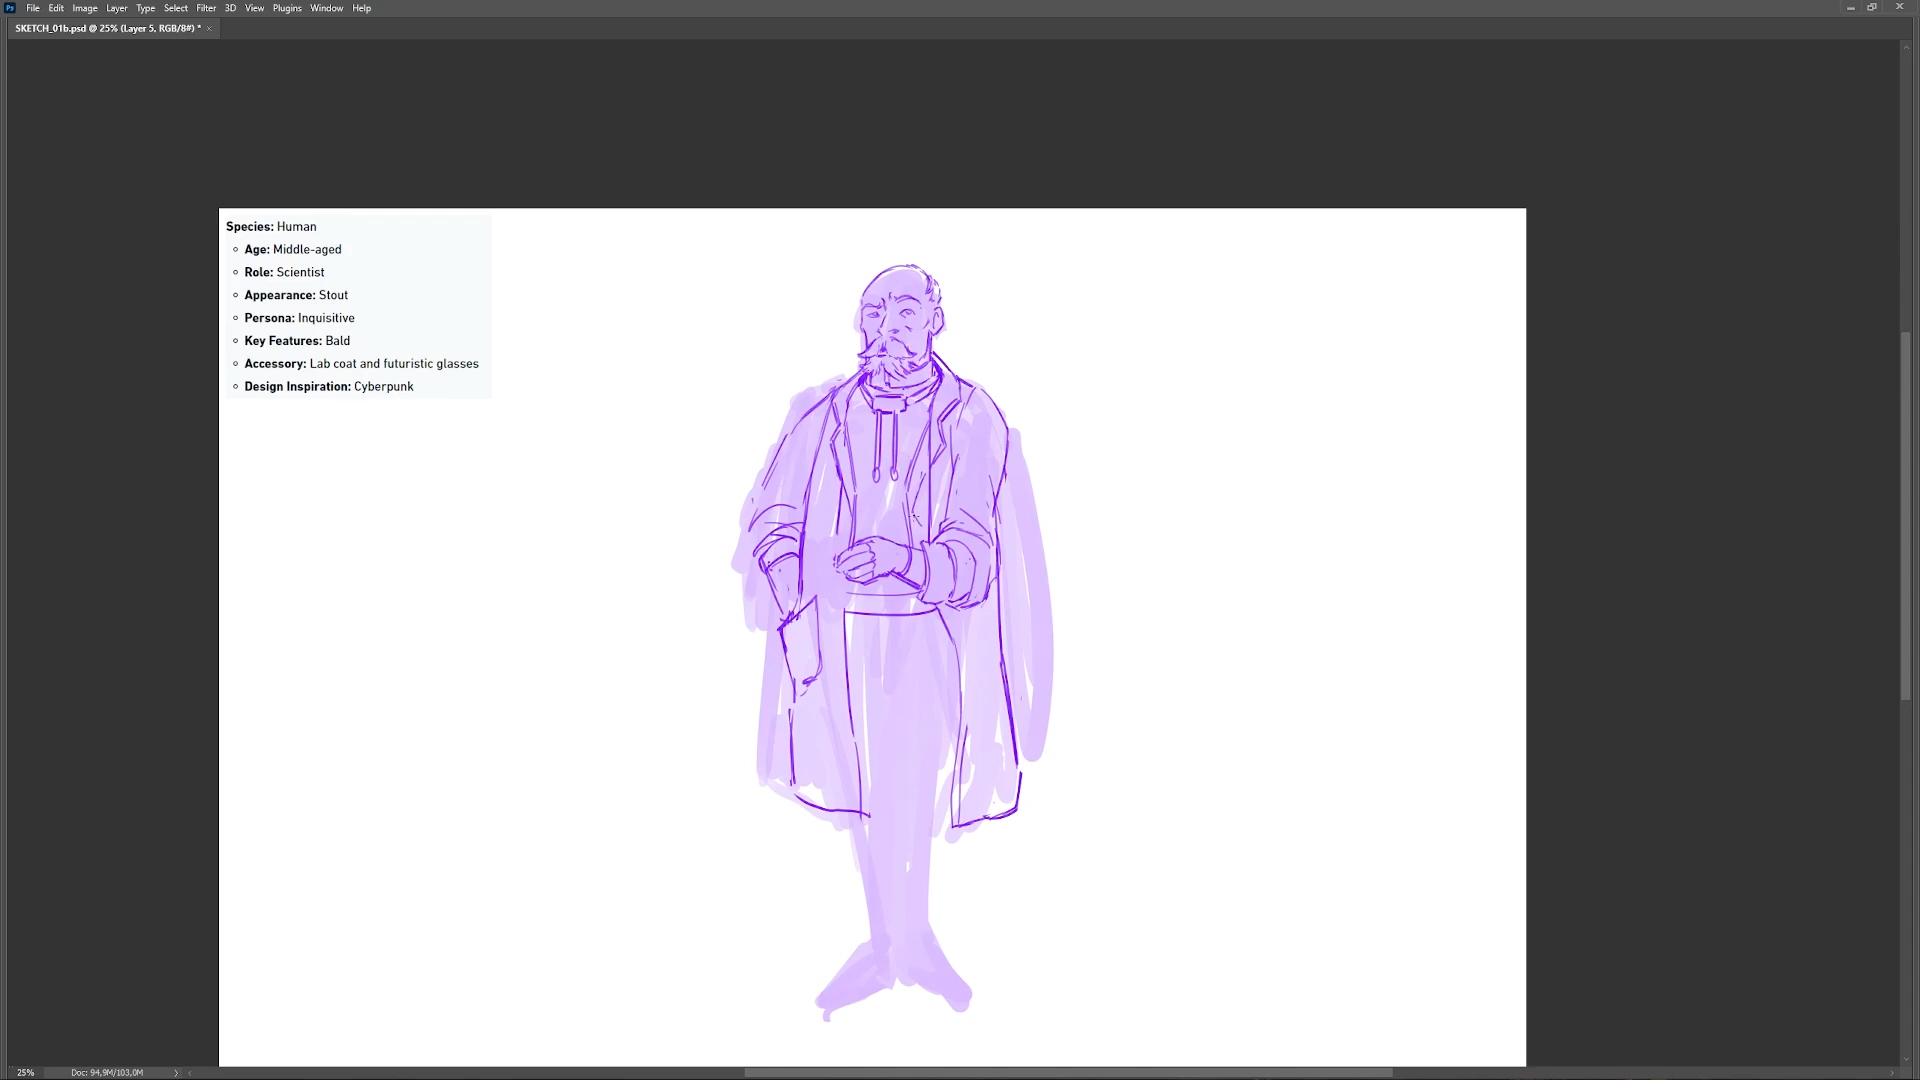 Ps File Edit Image Layer Type Select Filter 3D View Plugins Window Help
SKETCH_01b.psd @ 25% (Layer 5, RGB/8#) *
Species: Human
Age: Middle-aged
Role: Scientist
Appearance: Stout
Persona: Inquisitive
Key Features: Bald
Accessory: Lab coat and futuristic glasses
Design Inspiration: Cyberpunk
25% Doc: 94,9M/103,0M